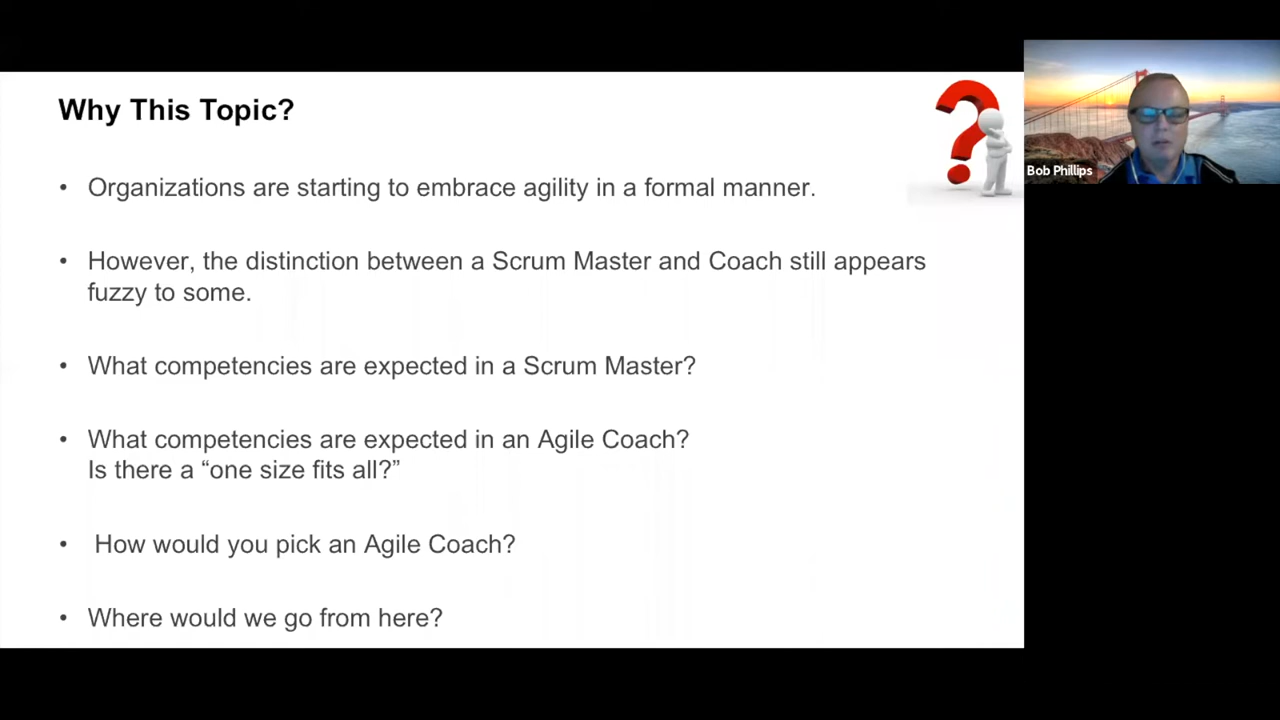 Why This Topic?
• Organizations are starting to embrace agility in a formal manner.
• However, the distinction between a Scrum Master and Coach still appears
fuzzy to some.
• What competencies are expected in a Scrum Master?
• What competencies are expected in an Agile Coach?
Is there a “one size fits all?”
• How would you pick an Agile Coach?
• Where would we go from here?
Bob Phillips